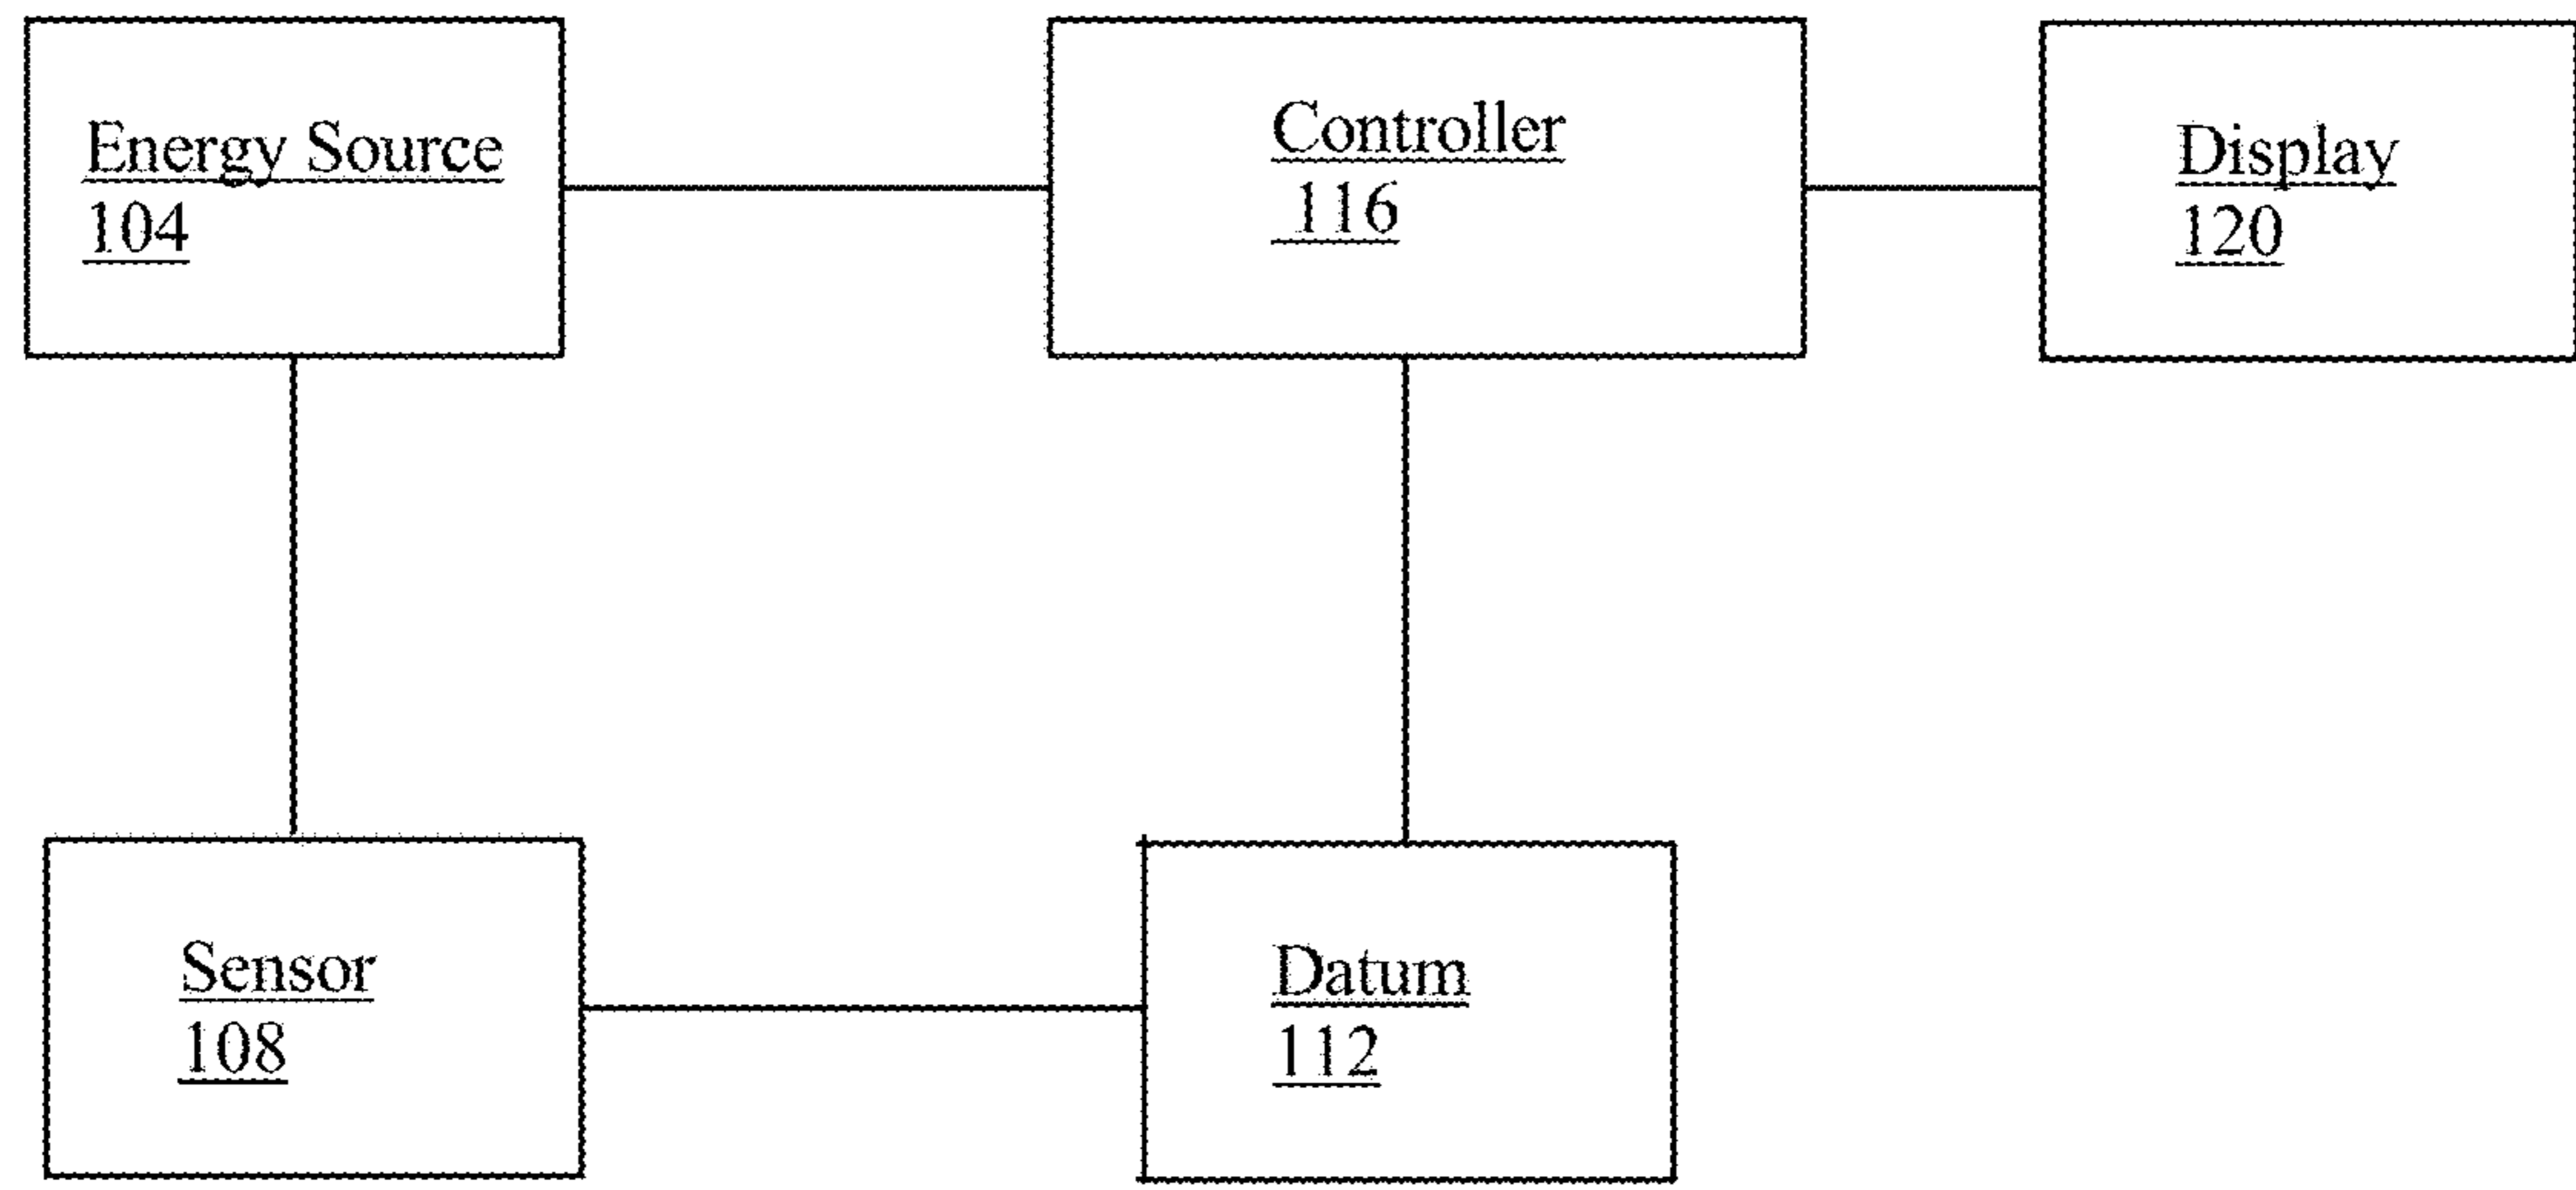 Energy Source
104
Controller
116
Display
120
Sensor
108
Datum
112